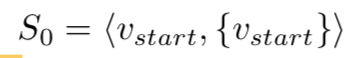 S_0 = ⟨v_{start}, {v_{start}}⟩